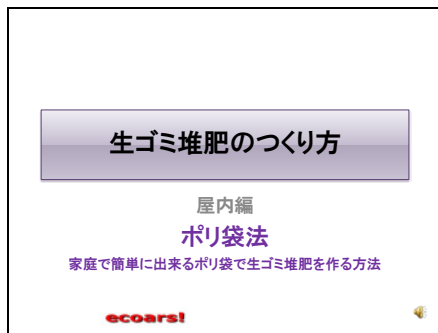 生ゴミ堆肥のつくり方
屋内編
ポリ袋法
家庭で簡単に出来るポリ袋で生ゴミ堆肥を作る方法
ecoars!